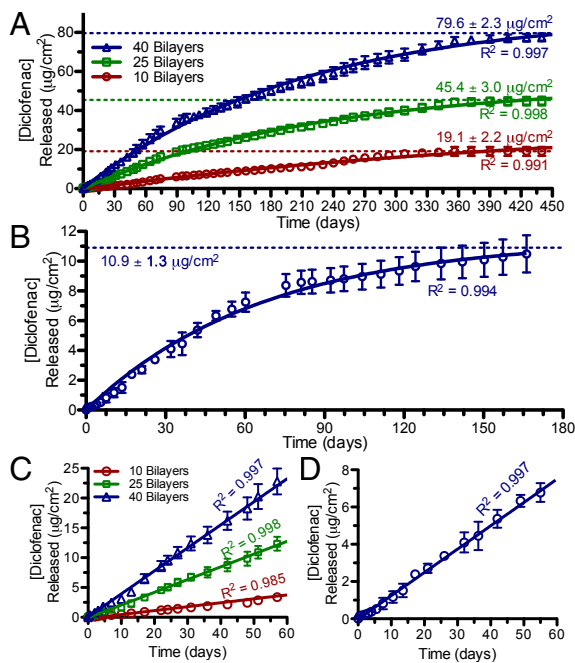 A
40 Bilayers
25 Bilayers
10 Bilayers
79.6 ± 2.3 µg/cm²
R² = 0.997
45.4 ± 3.0 µg/cm²
R² = 0.998
19.1 ± 2.2 µg/cm²
R² = 0.991
[Diclofenac]
Released (µg/cm²)
80
60
40
20
0
0 30 60 90 120 150 180 210 240 270 300 330 360 390 420 450
Time (days)
B
10.9 ± 1.3 µg/cm²
R² = 0.994
[Diclofenac]
Released (µg/cm²)
12
10
8
6
4
2
0
0 30 60 90 120 150 180
Time (days)
C
10 Bilayers
25 Bilayers
40 Bilayers
R² = 0.997
R² = 0.998
R² = 0.985
[Diclofenac]
Released (µg/cm²)
25
20
15
10
5
0
0 10 20 30 40 50 60
Time (days)
D
R² = 0.997
[Diclofenac]
Released (µg/cm²)
8
6
4
2
0
0 10 20 30 40 50 60
Time (days)